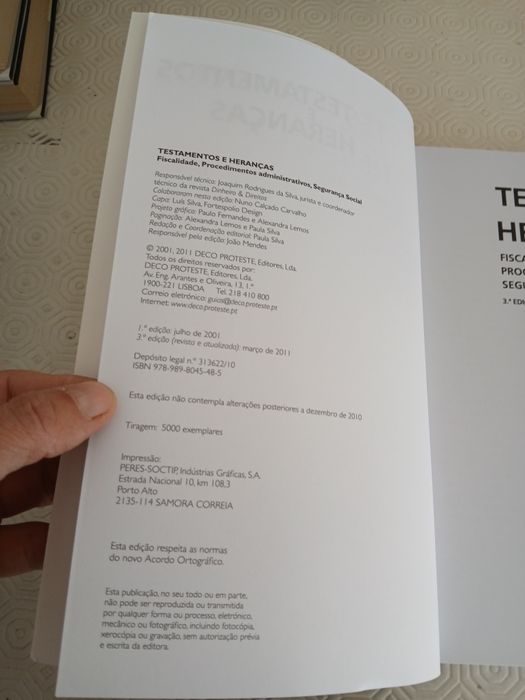 TESTAMENTOS E HERANÇAS
Fiscalidade, Procedimentos administrativos, Segurança Social
Responsável técnico: Joaquim Rodrigues da Silva, jurista e coordenador
técnico da revista Dinheiro & Direitos
Colaboraram nesta edição: Nuno Calçado Carvalho
Capa: Luís Silva, Fortespolio Design
Projeto gráfico: Paulo Fernandes e Alexandra Lemos
Paginação: Alexandra Lemos e Paula Silva
Redação e Coordenação editorial: Paula Silva
Responsável pela edição: João Mendes
© 2001, 2011 DECO PROTESTE, Editores, Lda.
Todos os direitos reservados por:
DECO PROTESTE, Editores, Lda.
Av. Eng. Arantes e Oliveira, 13, 1.º
1900-221 LISBOA Tel. 218 410 800
Correio eletrónico: guias@deco.proteste.pt
Internet: www.deco.proteste.pt
1.ª edição: julho de 2001
3.ª edição (revista e atualizada): março de 2011
Depósito legal n.º 313622/10
ISBN 978-989-8045-48-5
Esta edição não contempla alterações posteriores a dezembro de 2010
Tiragem: 5000 exemplares
Impressão:
PERES-SOCTIP, Indústrias Gráficas, S.A.
Estrada Nacional 10, km 108,3
Porto Alto
2135-114 SAMORA CORREIA
Esta edição respeita as normas
do novo Acordo Ortográfico.
Esta publicação, no seu todo ou em parte,
não pode ser reproduzida ou transmitida
por qualquer forma ou processo, eletrónico,
mecânico ou fotográfico, incluindo fotocópia,
xerocópia ou gravação, sem autorização prévia
e escrita da editora.
TE
HE
FISCA
PROC
SEGU
3.ª EDI